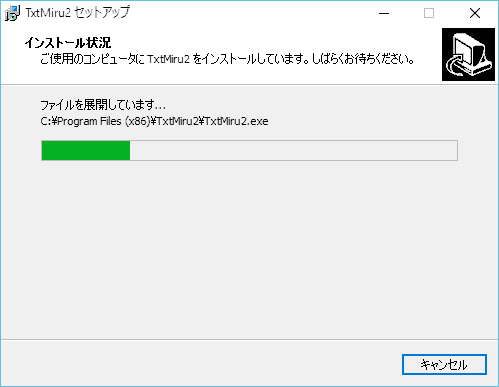 TxtMiru2 セットアップ
インストール状況
ご使用のコンピュータに TxtMiru2 をインストールしています。しばらくお待ちください。
ファイルを展開しています...
C:¥Program Files (x86)¥TxtMiru2¥TxtMiru2.exe
キャンセル